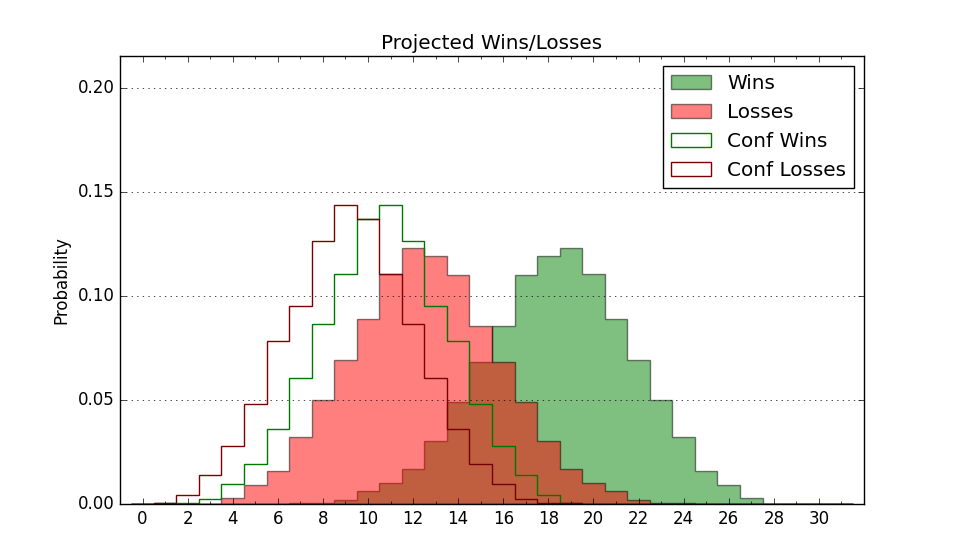 Projected Wins/Losses
Wins
Losses
Conf Wins
Conf Losses
Probability
0.20
0.15
0.10
0.05
0.00
0 2 4 6 8 10 12 14 16 18 20 22 24 26 28 30